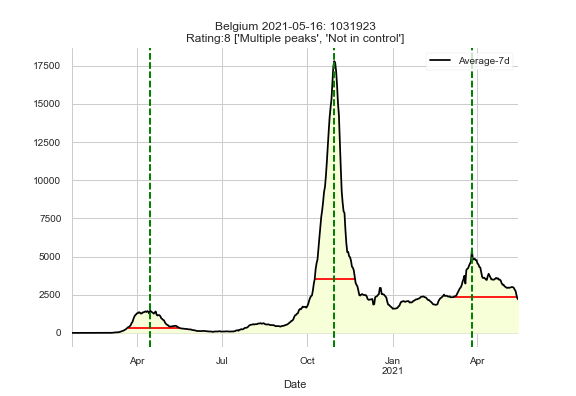 Belgium 2021-05-16: 1031923
Rating:8 ['Multiple peaks', 'Not in control']
Average-7d
17500
15000
12500
10000
7500
5000
2500
0
Apr Jul Oct Jan Apr
2021
Date